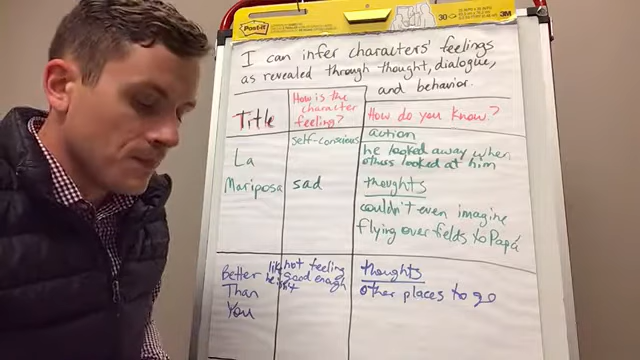 Post-it
30
3M
I can infer characters' feelings
as revealed through thought, dialogue,
and behavior.
Title
How is the
character
feeling?
How do you know?
La
Mariposa
self-conscious
sad
action
he looked away when
others looked at him
thoughts
couldn't even imagine
flying over fields to Papá
Better
Than
You
not feeling
good enough
thoughts
other places to go